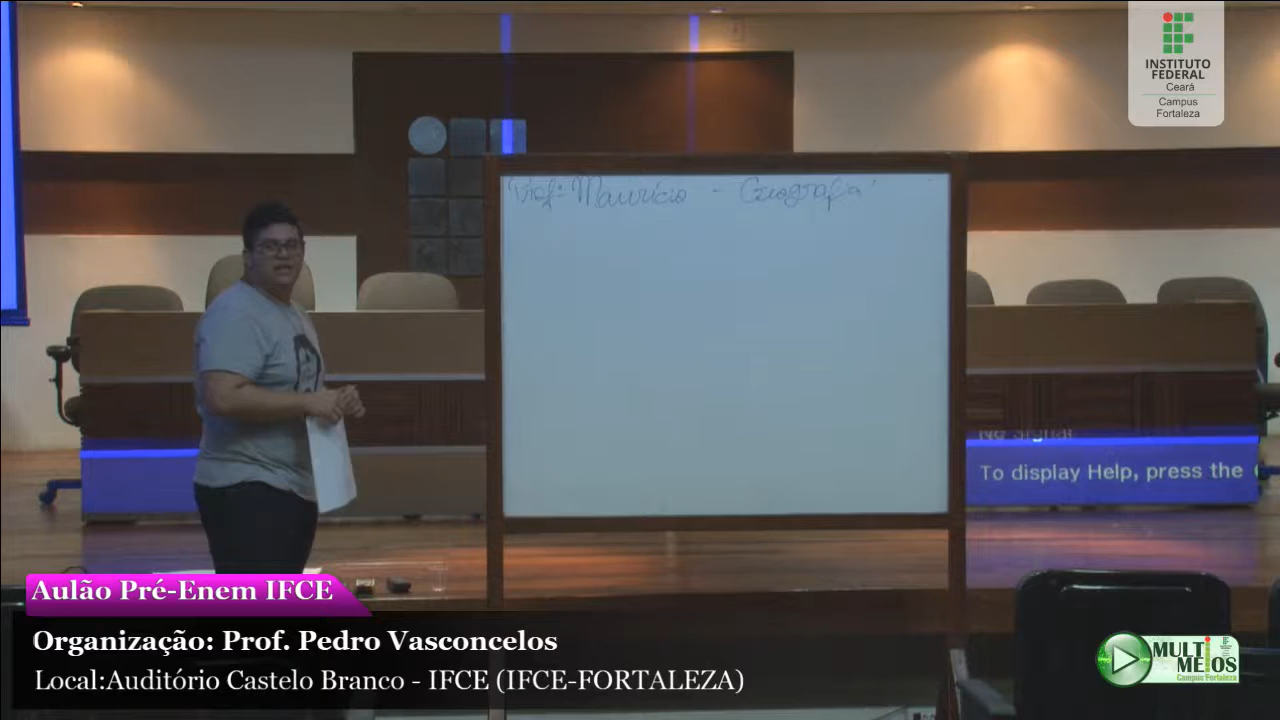 INSTITUTO
FEDERAL
Ceará
Campus
Fortaleza
Prof: Maurício - Geografia
No signal
To display Help, press the
Aulão Pré-Enem IFCE
Organização: Prof. Pedro Vasconcelos
Local:Auditório Castelo Branco - IFCE (IFCE-FORTALEZA)
MULTI
MEIOS
Campus Fortaleza